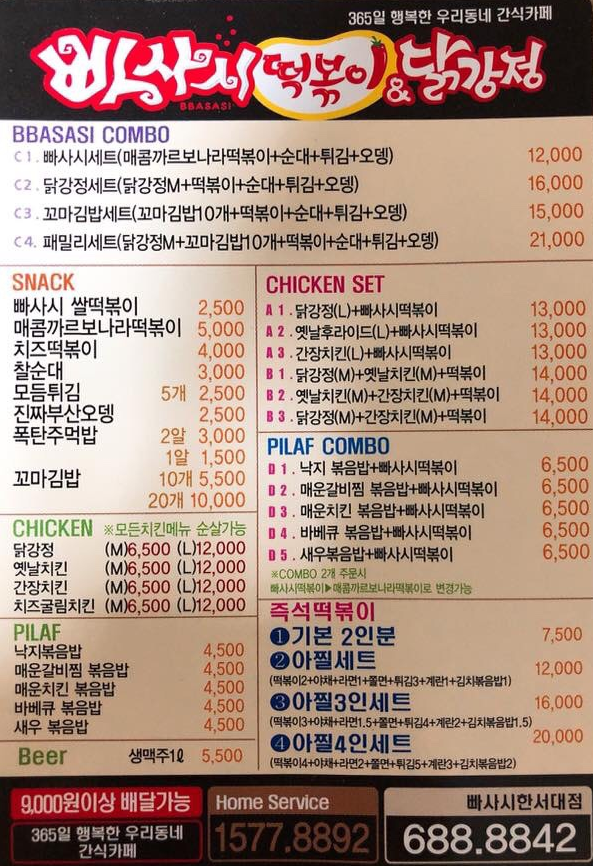 365일 행복한 우리동네 간식카페
빠사시 떡볶이 & 닭강정
BBASASI
BBASASI COMBO
C1. 빠사시세트(매콤까르보나라떡볶이+순대+튀김+오뎅) 12,000
C2. 닭강정세트(닭강정M+떡볶이+순대+튀김+오뎅) 16,000
C3. 꼬마김밥세트(꼬마김밥10개+떡볶이+순대+튀김+오뎅) 15,000
C4. 패밀리세트(닭강정M+꼬마김밥10개+떡볶이+순대+튀김+오뎅) 21,000
SNACK
빠사시 쌀떡볶이 2,500
매콤까르보나라떡볶이 5,000
치즈떡볶이 4,000
찰순대 3,000
모듬튀김 5개 2,500
진짜부산오뎅 2,500
폭탄주먹밥 2알 3,000
1알 1,500
꼬마김밥 10개 5,500
20개 10,000
CHICKEN ※모든치킨메뉴 순살가능
닭강정 (M)6,500 (L)12,000
옛날치킨 (M)6,500 (L)12,000
간장치킨 (M)6,500 (L)12,000
치즈굴림치킨 (M)6,500 (L)12,000
PILAF
낙지볶음밥 4,500
매운갈비찜 볶음밥 4,500
매운치킨 볶음밥 4,500
바베큐 볶음밥 4,500
새우 볶음밥 4,500
Beer 생맥주1ℓ 5,500
CHICKEN SET
A1. 닭강정(L)+빠사시떡볶이 13,000
A2. 옛날후라이드(L)+빠사시떡볶이 13,000
A3. 간장치킨(L)+빠사시떡볶이 13,000
B1. 닭강정(M)+옛날치킨(M)+떡볶이 14,000
B2. 옛날치킨(M)+간장치킨(M)+떡볶이 14,000
B3. 닭강정(M)+간장치킨(M)+떡볶이 14,000
PILAF COMBO
D1. 낙지 볶음밥+빠사시떡볶이 6,500
D2. 매운갈비찜 볶음밥+빠사시떡볶이 6,500
D3. 매운치킨 볶음밥+빠사시떡볶이 6,500
D4. 바베큐 볶음밥+빠사시떡볶이 6,500
D5. 새우볶음밥+빠사시떡볶이 6,500
※COMBO 2개 주문시
빠사시떡볶이▶매콤까르보나라떡볶이로 변경가능
즉석떡볶이
❶기본 2인분 7,500
❷아찔세트 12,000
(떡볶이2+야채+라면1+쫄면+튀김3+계란1+김치볶음밥1)
❸아찔3인세트 16,000
(떡볶이3+야채+라면1.5+쫄면+튀김4+계란2+김치볶음밥1.5)
❹아찔4인세트 20,000
(떡볶이4+야채+라면2+쫄면+튀김5+계란3+김치볶음밥2)
9,000원이상 배달가능
365일 행복한 우리동네
간식카페
Home Service
1577.8892
빠사시한서대점
688.8842